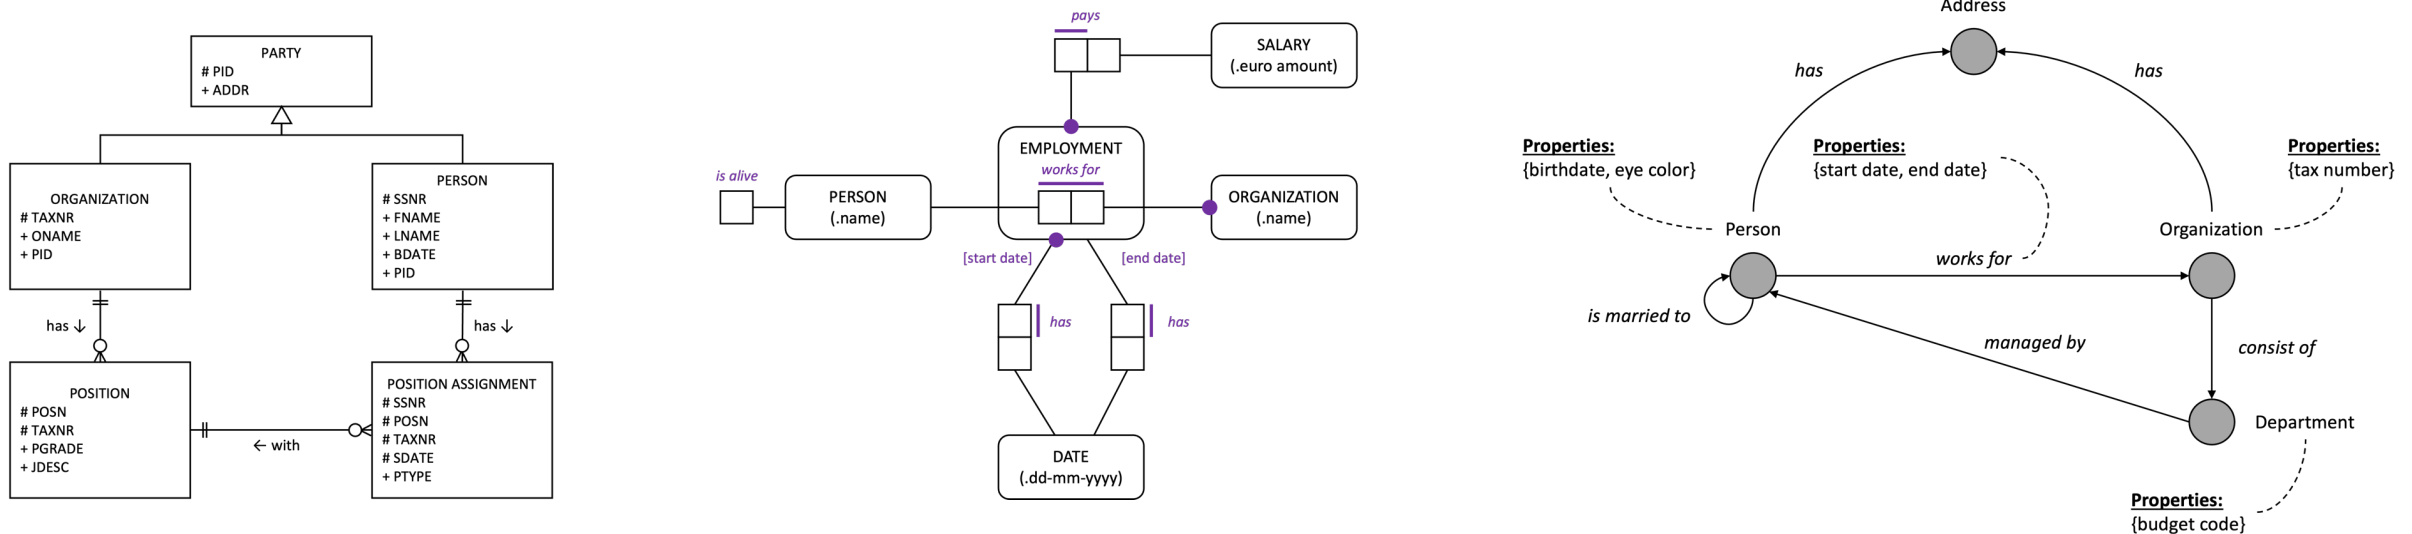 PARTY
# PID
+ ADDR
ORGANIZATION
# TAXNR
+ ONAME
+ PID
PERSON
# SSNR
+ FNAME
+ LNAME
+ BDATE
+ PID
has ↓
has ↓
POSITION
# POSN
# TAXNR
+ PGRADE
+ JDESC
← with
POSITION ASSIGNMENT
# SSNR
# POSN
# TAXNR
# SDATE
+ PTYPE
pays
SALARY
(.euro amount)
EMPLOYMENT
works for
is alive
PERSON
(.name)
ORGANIZATION
(.name)
[start date]
[end date]
has
has
DATE
(.dd-mm-yyyy)
Address
has
has
Properties:
{birthdate, eye color}
Properties:
{start date, end date}
Properties:
{tax number}
Person
Organization
works for
is married to
managed by
consist of
Department
Properties:
{budget code}